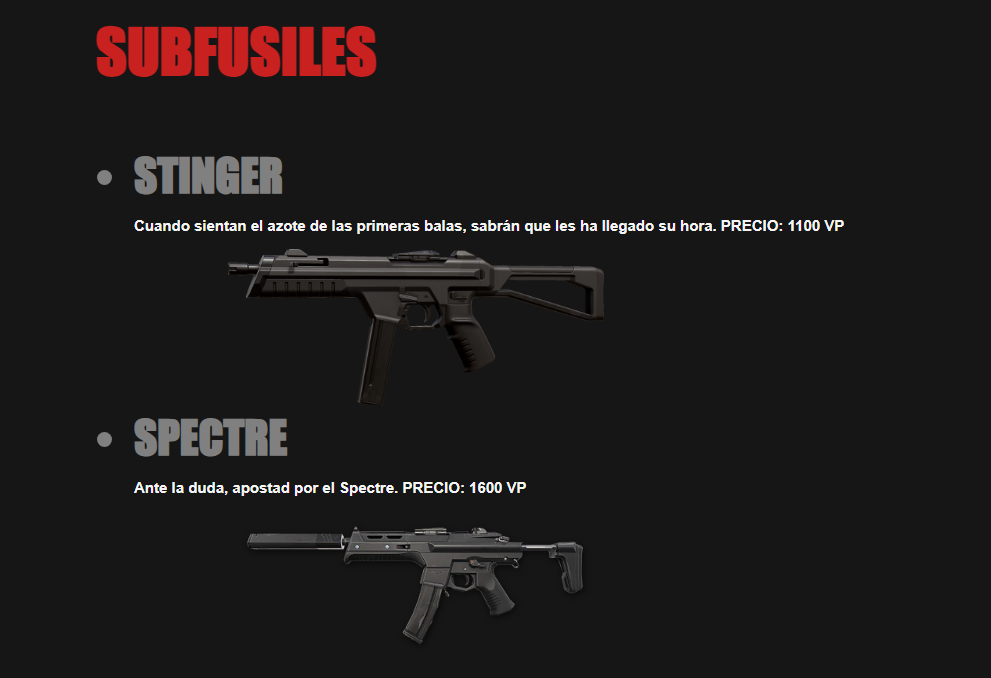 SUBFUSILES
STINGER
Cuando sientan el azote de las primeras balas, sabrán que les ha llegado su hora. PRECIO: 1100 VP
SPECTRE
Ante la duda, apostad por el Spectre. PRECIO: 1600 VP